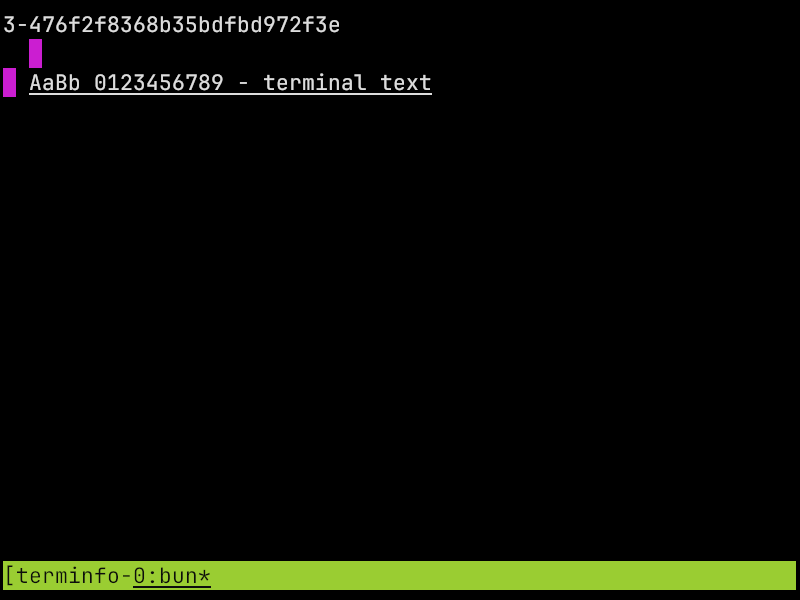 3-476f2f8368b35bdfbd972f3e
AaBb 0123456789 - terminal text
[terminfo-0:bun*